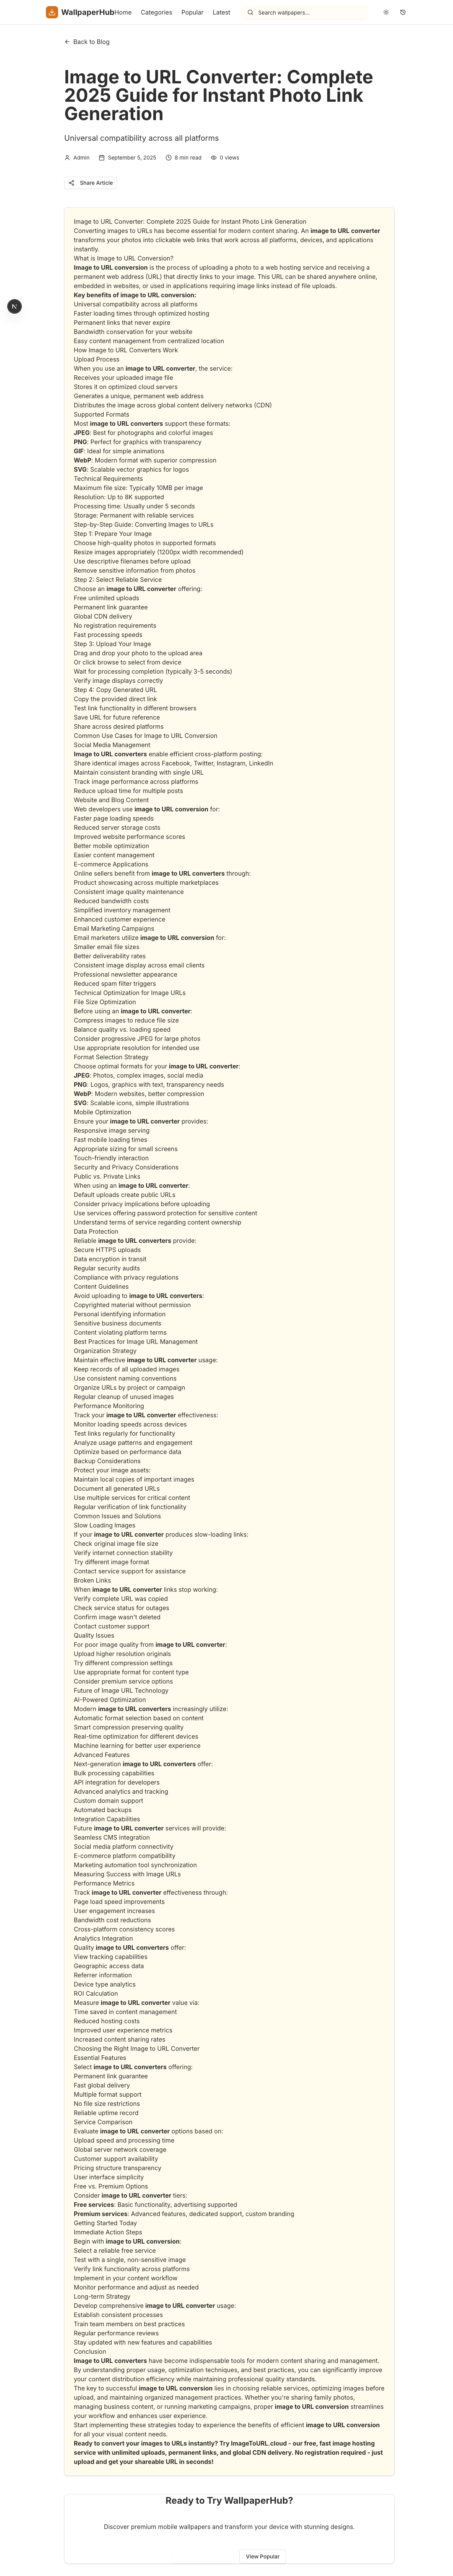 WallpaperHub
Home
Categories
Popular
Latest
Search wallpapers...
Back to Blog
Image to URL Converter: Complete
2025 Guide for Instant Photo Link
Generation
Universal compatibility across all platforms
Admin
September 5, 2025
8 min read
0 views
Share Article
N
Image to URL Converter: Complete 2025 Guide for Instant Photo Link Generation
Converting images to URLs has become essential for modern content sharing. An image to URL converter
transforms your photos into clickable web links that work across all platforms, devices, and applications
instantly.
What is Image to URL Conversion?
Image to URL conversion is the process of uploading a photo to a web hosting service and receiving a
permanent web address (URL) that directly links to your image. This URL can be shared anywhere online,
embedded in websites, or used in applications requiring image links instead of file uploads.
Key benefits of image to URL conversion:
Universal compatibility across all platforms
Faster loading times through optimized hosting
Permanent links that never expire
Bandwidth conservation for your website
Easy content management from centralized location
How Image to URL Converters Work
Upload Process
When you use an image to URL converter, the service:
Receives your uploaded image file
Stores it on optimized cloud servers
Generates a unique, permanent web address
Distributes the image across global content delivery networks (CDN)
Supported Formats
Most image to URL converters support these formats:
JPEG: Best for photographs and colorful images
PNG: Perfect for graphics with transparency
GIF: Ideal for simple animations
WebP: Modern format with superior compression
SVG: Scalable vector graphics for logos
Technical Requirements
Maximum file size: Typically 10MB per image
Resolution: Up to 8K supported
Processing time: Usually under 5 seconds
Storage: Permanent with reliable services
Step-by-Step Guide: Converting Images to URLs
Step 1: Prepare Your Image
Choose high-quality photos in supported formats
Resize images appropriately (1200px width recommended)
Use descriptive filenames before upload
Remove sensitive information from photos
Step 2: Select Reliable Service
Choose an image to URL converter offering:
Free unlimited uploads
Permanent link guarantee
Global CDN delivery
No registration requirements
Fast processing speeds
Step 3: Upload Your Image
Drag and drop your photo to the upload area
Or click browse to select from device
Wait for processing completion (typically 3-5 seconds)
Verify image displays correctly
Step 4: Copy Generated URL
Copy the provided direct link
Test link functionality in different browsers
Save URL for future reference
Share across desired platforms
Common Use Cases for Image to URL Conversion
Social Media Management
Image to URL converters enable efficient cross-platform posting:
Share identical images across Facebook, Twitter, Instagram, LinkedIn
Maintain consistent branding with single URL
Track image performance across platforms
Reduce upload time for multiple posts
Website and Blog Content
Web developers use image to URL conversion for:
Faster page loading speeds
Reduced server storage costs
Improved website performance scores
Better mobile optimization
Easier content management
E-commerce Applications
Online sellers benefit from image to URL converters through:
Product showcasing across multiple marketplaces
Consistent image quality maintenance
Reduced bandwidth costs
Simplified inventory management
Enhanced customer experience
Email Marketing Campaigns
Email marketers utilize image to URL conversion for:
Smaller email file sizes
Better deliverability rates
Consistent image display across email clients
Professional newsletter appearance
Reduced spam filter triggers
Technical Optimization for Image URLs
File Size Optimization
Before using an image to URL converter:
Compress images to reduce file size
Balance quality vs. loading speed
Consider progressive JPEG for large photos
Use appropriate resolution for intended use
Format Selection Strategy
Choose optimal formats for your image to URL converter:
JPEG: Photos, complex images, social media
PNG: Logos, graphics with text, transparency needs
WebP: Modern websites, better compression
SVG: Scalable icons, simple illustrations
Mobile Optimization
Ensure your image to URL converter provides:
Responsive image serving
Fast mobile loading times
Appropriate sizing for small screens
Touch-friendly interaction
Security and Privacy Considerations
Public vs. Private Links
When using an image to URL converter:
Default uploads create public URLs
Consider privacy implications before uploading
Use services offering password protection for sensitive content
Understand terms of service regarding content ownership
Data Protection
Reliable image to URL converters provide:
Secure HTTPS uploads
Data encryption in transit
Regular security audits
Compliance with privacy regulations
Content Guidelines
Avoid uploading to image to URL converters:
Copyrighted material without permission
Personal identifying information
Sensitive business documents
Content violating platform terms
Best Practices for Image URL Management
Organization Strategy
Maintain effective image to URL converter usage:
Keep records of all uploaded images
Use consistent naming conventions
Organize URLs by project or campaign
Regular cleanup of unused images
Performance Monitoring
Track your image to URL converter effectiveness:
Monitor loading speeds across devices
Test links regularly for functionality
Analyze usage patterns and engagement
Optimize based on performance data
Backup Considerations
Protect your image assets:
Maintain local copies of important images
Document all generated URLs
Use multiple services for critical content
Regular verification of link functionality
Common Issues and Solutions
Slow Loading Images
If your image to URL converter produces slow-loading links:
Check original image file size
Verify internet connection stability
Try different image format
Contact service support for assistance
Broken Links
When image to URL converter links stop working:
Verify complete URL was copied
Check service status for outages
Confirm image wasn't deleted
Contact customer support
Quality Issues
For poor image quality from image to URL converter:
Upload higher resolution originals
Try different compression settings
Use appropriate format for content type
Consider premium service options
Future of Image URL Technology
AI-Powered Optimization
Modern image to URL converters increasingly utilize:
Automatic format selection based on content
Smart compression preserving quality
Real-time optimization for different devices
Machine learning for better user experience
Advanced Features
Next-generation image to URL converters offer:
Bulk processing capabilities
API integration for developers
Advanced analytics and tracking
Custom domain support
Automated backups
Integration Capabilities
Future image to URL converter services will provide:
Seamless CMS integration
Social media platform connectivity
E-commerce platform compatibility
Marketing automation tool synchronization
Measuring Success with Image URLs
Performance Metrics
Track image to URL converter effectiveness through:
Page load speed improvements
User engagement increases
Bandwidth cost reductions
Cross-platform consistency scores
Analytics Integration
Quality image to URL converters offer:
View tracking capabilities
Geographic access data
Referrer information
Device type analytics
ROI Calculation
Measure image to URL converter value via:
Time saved in content management
Reduced hosting costs
Improved user experience metrics
Increased content sharing rates
Choosing the Right Image to URL Converter
Essential Features
Select image to URL converters offering:
Permanent link guarantee
Fast global delivery
Multiple format support
No file size restrictions
Reliable uptime record
Service Comparison
Evaluate image to URL converter options based on:
Upload speed and processing time
Global server network coverage
Customer support availability
Pricing structure transparency
User interface simplicity
Free vs. Premium Options
Consider image to URL converter tiers:
Free services: Basic functionality, advertising supported
Premium services: Advanced features, dedicated support, custom branding
Getting Started Today
Immediate Action Steps
Begin with image to URL conversion:
Select a reliable free service
Test with a single, non-sensitive image
Verify link functionality across platforms
Implement in your content workflow
Monitor performance and adjust as needed
Long-term Strategy
Develop comprehensive image to URL converter usage:
Establish consistent processes
Train team members on best practices
Regular performance reviews
Stay updated with new features and capabilities
Conclusion
Image to URL converters have become indispensable tools for modern content sharing and management.
By understanding proper usage, optimization techniques, and best practices, you can significantly improve
your content distribution efficiency while maintaining professional quality standards.
The key to successful image to URL conversion lies in choosing reliable services, optimizing images before
upload, and maintaining organized management practices. Whether you're sharing family photos,
managing business content, or running marketing campaigns, proper image to URL conversion streamlines
your workflow and enhances user experience.
Start implementing these strategies today to experience the benefits of efficient image to URL conversion
for all your visual content needs.
Ready to convert your images to URLs instantly? Try ImageToURL.cloud - our free, fast image hosting
service with unlimited uploads, permanent links, and global CDN delivery. No registration required - just
upload and get your shareable URL in seconds!
Ready to Try WallpaperHub?
Discover premium mobile wallpapers and transform your device with stunning designs.
View Popular